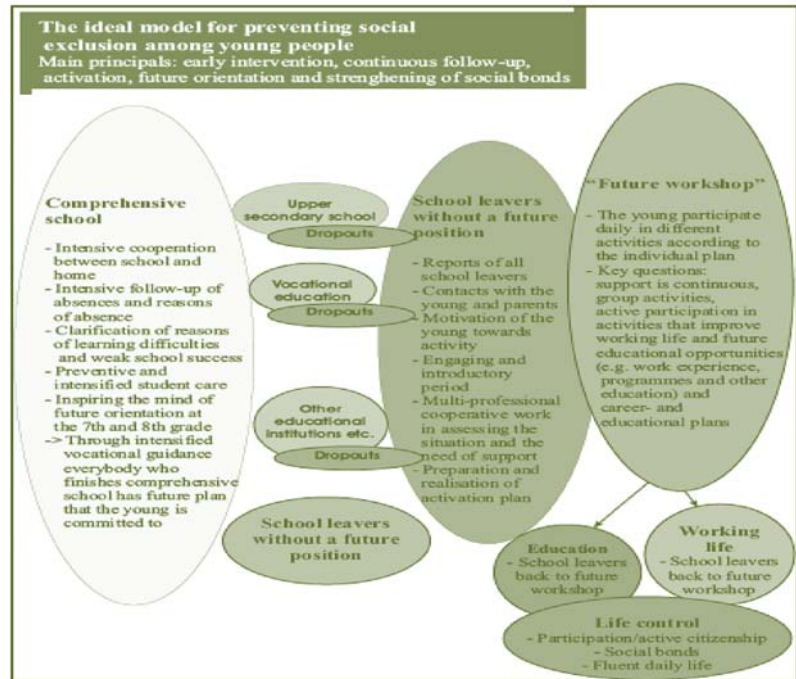 The ideal model for preventing social
exclusion among young people
Main principals: early intervention, continuous follow-up,
activation, future orientation and strenghening of social bonds
Comprehensive
school
- Intensive cooperation
between school and
home
- Intensive follow-up of
absences and reasons
of absence
- Clarification of reasons
of learning difficulties
and weak school success
- Preventive and
intensified student care
- Inspiring the mind of
future orientation at
the 7th and 8th grade
-> Through intensified
vocational guidance
everybody who
finishes comprehensive
school has future plan
that the young is
committed to
Upper
secondary school
Dropouts
Vocational
education
Dropouts
Other
educational
institutions etc.
Dropouts
School leavers
without a future
position
School leavers
without a future
position
- Reports of all
school leavers
- Contacts with the
young and parents
- Motivation of the
young towards
activity
- Engaging and
introductory
period
- Multi-professional
cooperative work in
assessing the
situation and the
need of support
- Preparation and
realisation of
activation plan
"Future workshop"
- The young participate
daily in different
activities according to
the individual plan
- Key questions:
support is continuous,
group activities,
active participation in
activities that improve
working life and future
educational opportunities
(e.g. work experience,
programmes and other
education) and
career- and
educational plans
Education
- School leavers
back to future
workshop
Working
life
- School leavers
back to future
workshop
Life control
- Participation/active citizenship
- Social bonds
- Fluent daily life